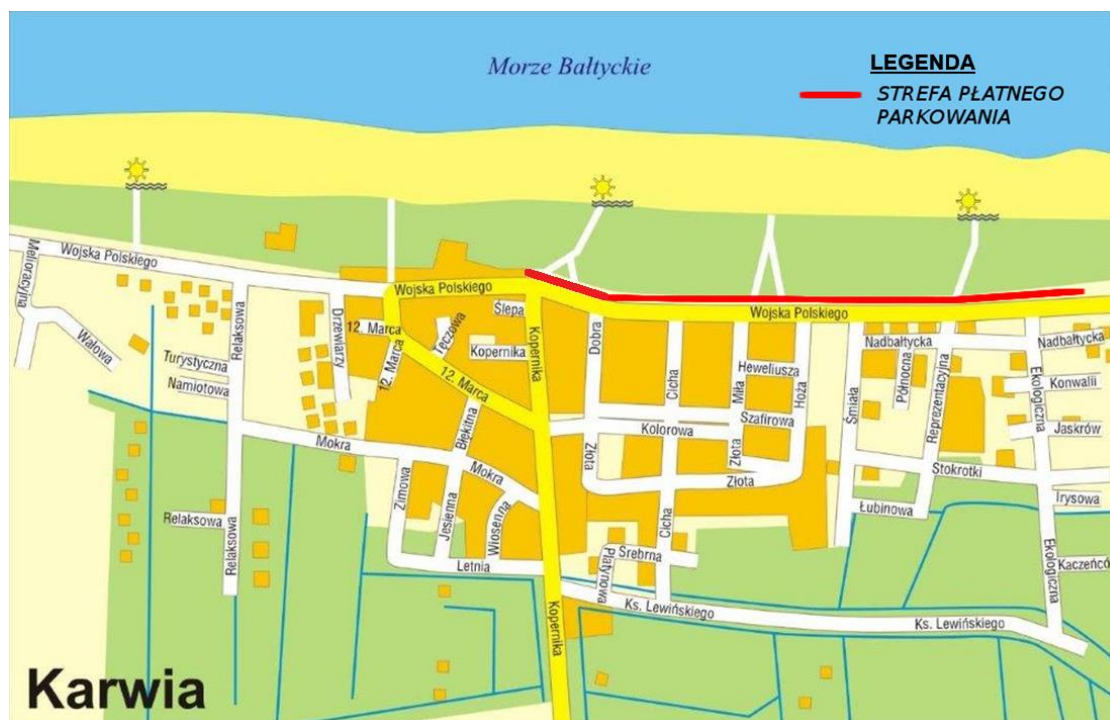 Morze Bałtyckie
LEGENDA
STREFA PŁATNEGO
PARKOWANIA
Wojska Polskiego
Melioracyjna
Wałowa
Relaksowa
Turystyczna
Namiotowa
Drzewiarzy
12. Marca
12. Marca
12. Marca
Tęczowa
Wojska Polskiego
Ślepa
Kopernika
Kopernika
Wojska Polskiego
Dobra
Cicha
Heweliusza
Miła
Hoża
Szafirowa
Kolorowa
Złota
Złota
Złota
Nadbałtycka
Nadbałtycka
Północna
Reprezentacyjna
Śmiała
Ekologiczna
Konwalii
Jaskrów
Stokrotki
Irysowa
Łubinowa
Mokra
Błękitna
Mokra
Zimowa
Jesienna
Wiosenna
Letnia
Relaksowa
Relaksowa
Cicha
Srebrna
Platynowa
Ekologiczna
Kaczeńcó
Kopernika
Ks. Lewińskiego
Ks. Lewińskiego
Karwia